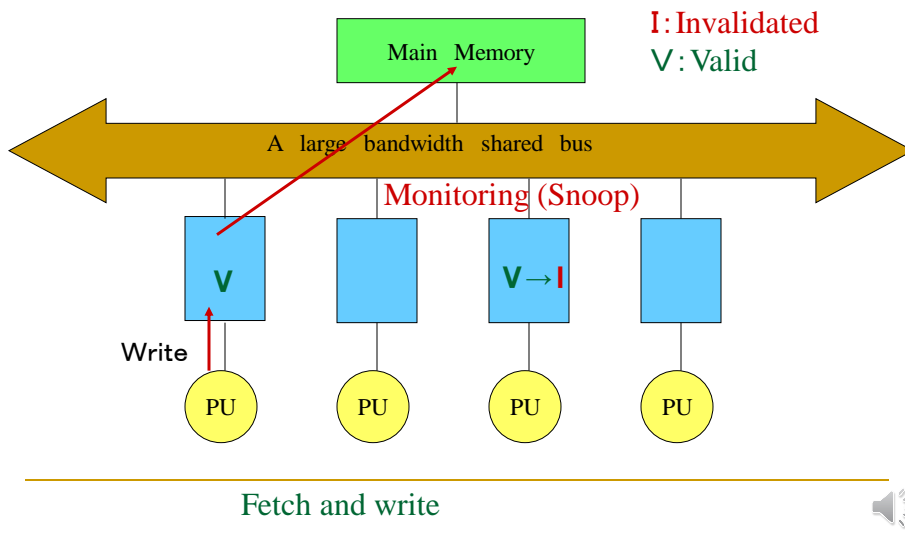 I:Invalidated
V:Valid
Main Memory
A large bandwidth shared bus
Monitoring (Snoop)
V
V→I
Write
PU
PU
PU
PU
Fetch and write